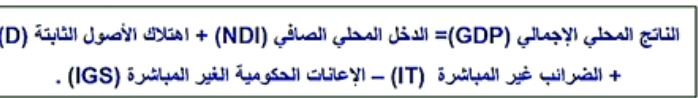 الناتج المحلي الإجمالي (GDP)= الدخل المحلي الصافي (NDI) + اهتلاك الأصول الثابتة (D)
+ الضرائب غير المباشرة (IT) – الإعانات الحكومية الغير المباشرة (IGS) .